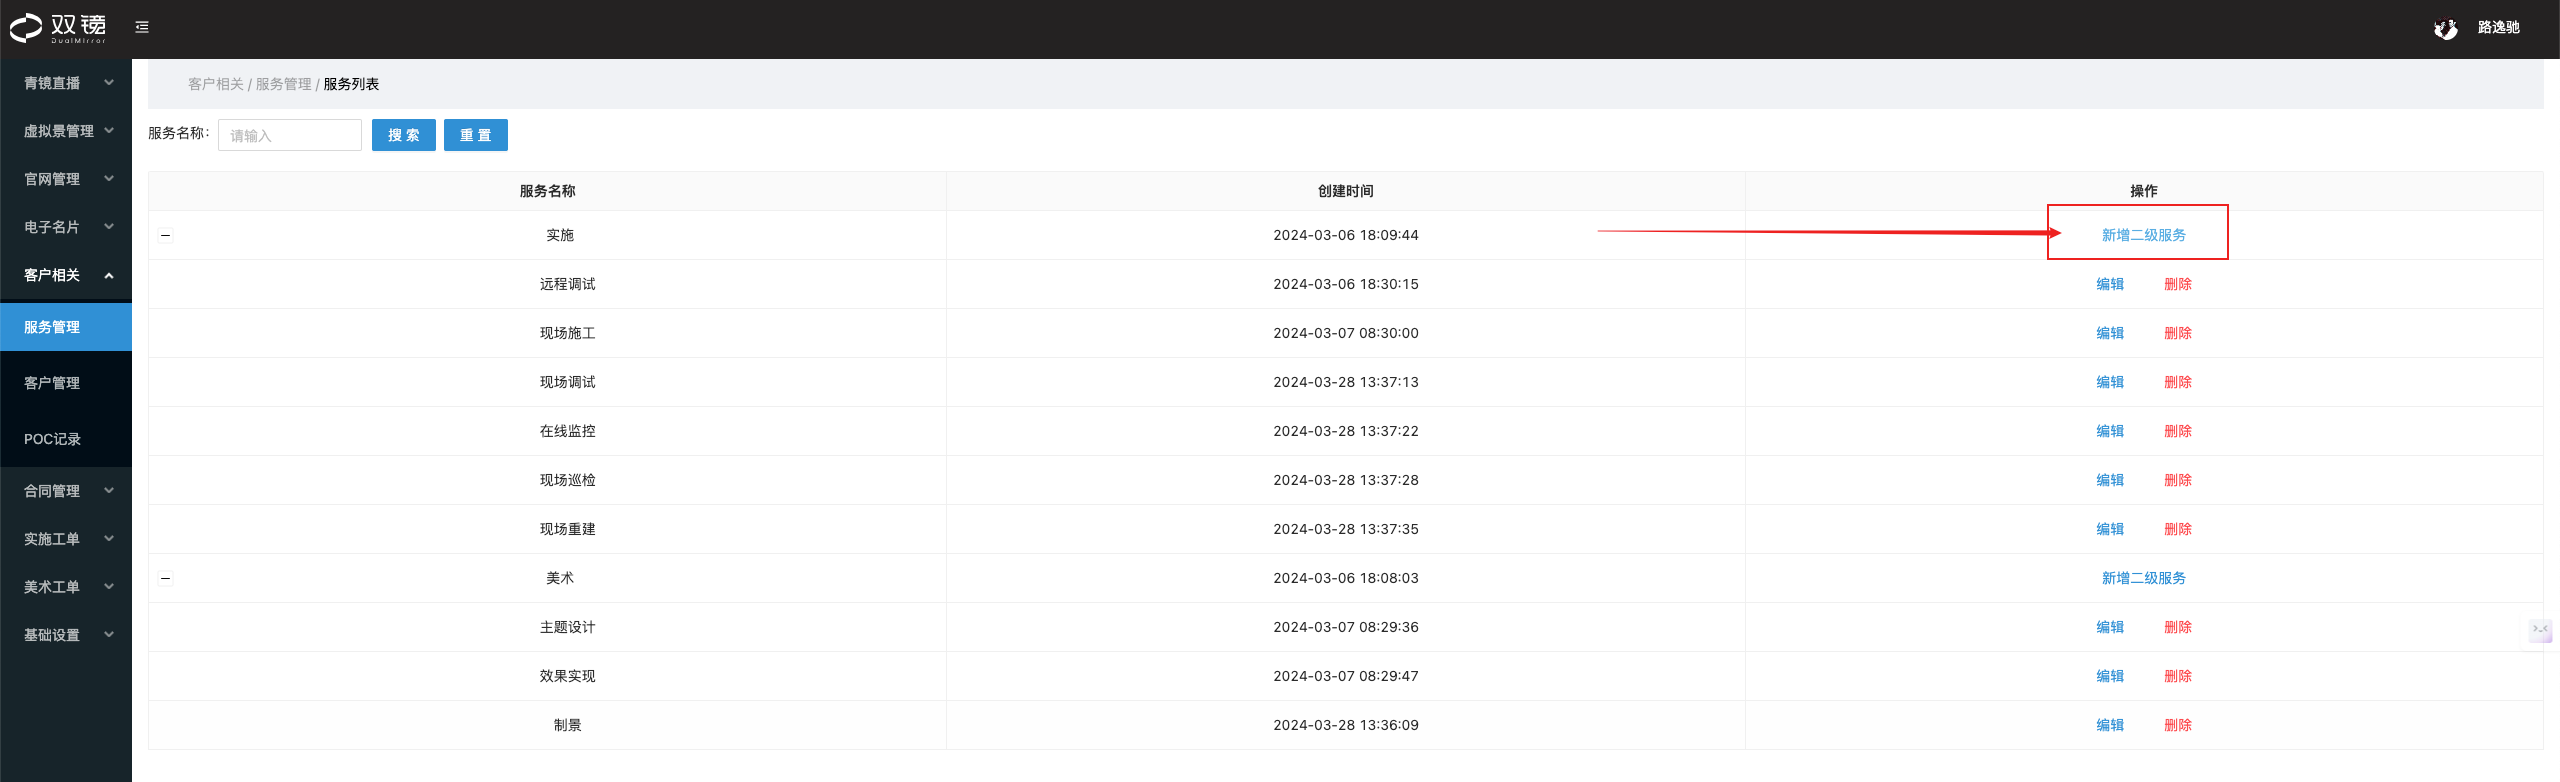 双镜
DualMirror
路逸驰
青镜直播
虚拟景管理
官网管理
电子名片
客户相关
服务管理
客户管理
POC记录
合同管理
实施工单
美术工单
基础设置
客户相关 / 服务管理 / 服务列表
服务名称: 请输入 搜 索 重 置
服务名称 创建时间 操作
实施 2024-03-06 18:09:44 新增二级服务
远程调试 2024-03-06 18:30:15 编辑 删除
现场施工 2024-03-07 08:30:00 编辑 删除
现场调试 2024-03-28 13:37:13 编辑 删除
在线监控 2024-03-28 13:37:22 编辑 删除
现场巡检 2024-03-28 13:37:28 编辑 删除
现场重建 2024-03-28 13:37:35 编辑 删除
美术 2024-03-06 18:08:03 新增二级服务
主题设计 2024-03-07 08:29:36 编辑 删除
效果实现 2024-03-07 08:29:47 编辑 删除
制景 2024-03-28 13:36:09 编辑 删除